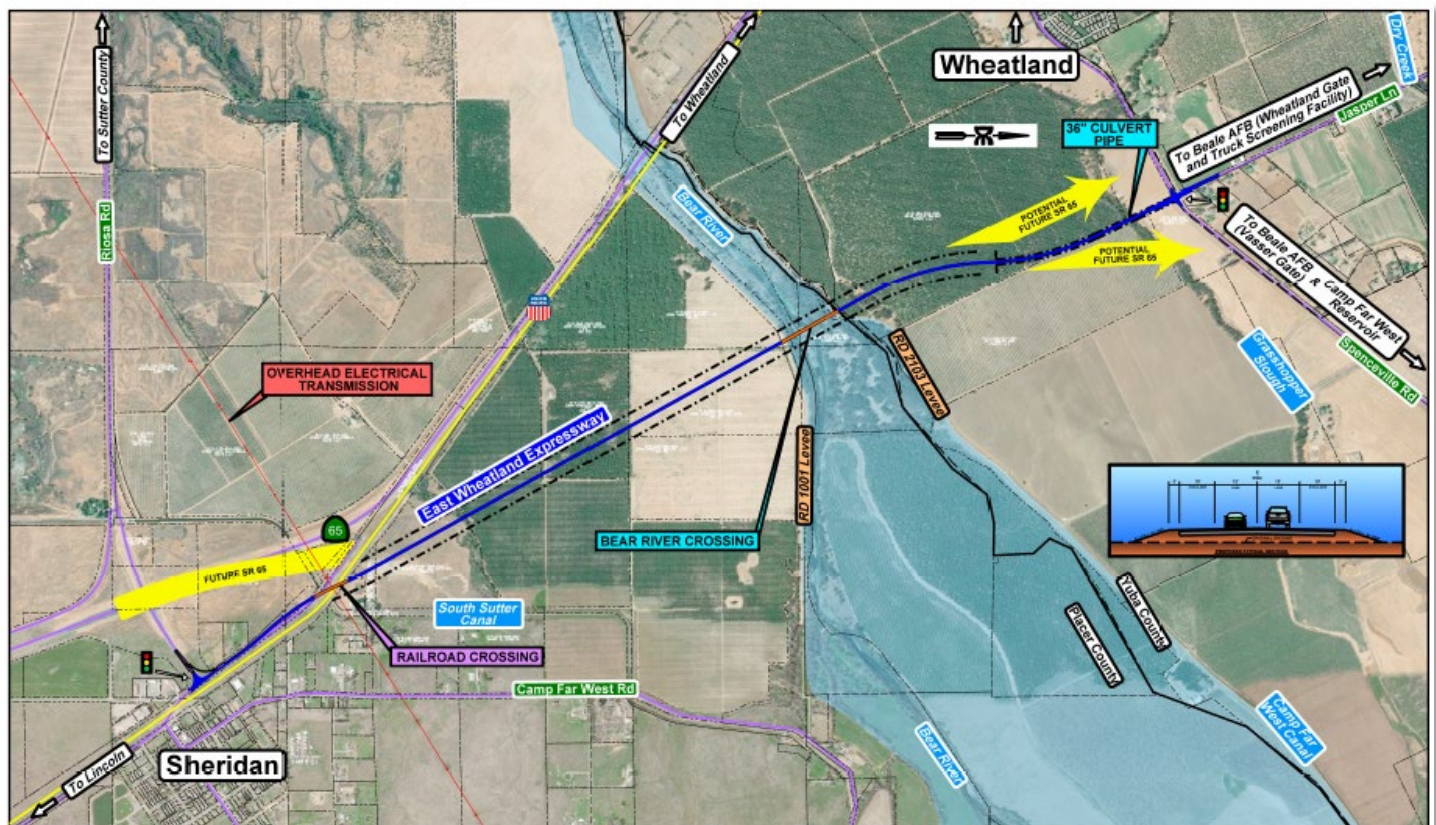 To Sutter County
Riosa Rd
To Wheatland
Wheatland
Dry Creek
Jasper Ln
To Beale AFB (Wheatland Gate
and Truck Screening Facility)
36" CULVERT
PIPE
POTENTIAL
FUTURE SR 65
POTENTIAL
FUTURE SR 65
To Beale AFB
(Vasser Gate) & Camp Far West
Reservoir
Spenceville Rd
Grasshopper
Slough
Bear River
OVERHEAD ELECTRICAL
TRANSMISSION
East Wheatland Expressway
RD 2103 Levee
RD 1001 Levee
BEAR RIVER CROSSING
65
FUTURE SR 65
South Sutter
Canal
RAILROAD CROSSING
Camp Far West Rd
Yuba County
Placer County
Camp Far
West Canal
Bear River
Sheridan
To Lincoln